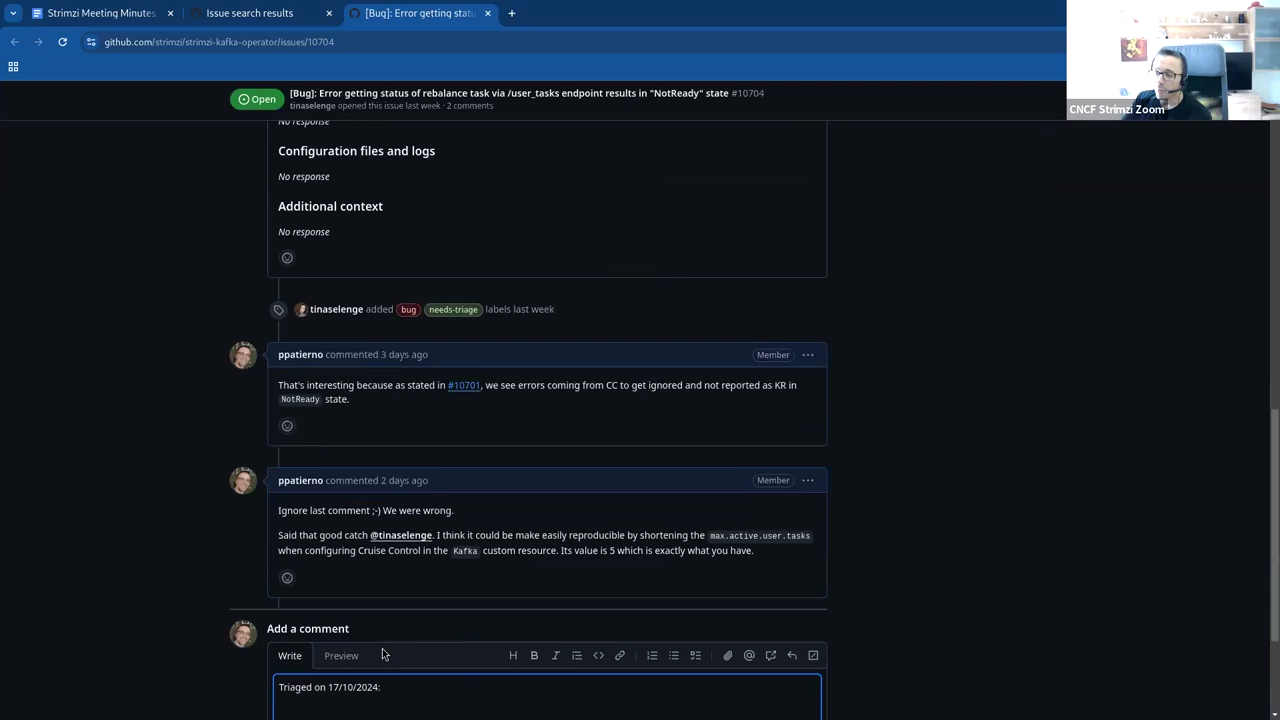 Strimzi Meeting Minutes
Issue search results
[Bug]: Error getting statu
github.com/strimzi/strimzi-kafka-operator/issues/10704
CNCF Strimzi Zoom
Open
[Bug]: Error getting status of rebalance task via /user_tasks endpoint results in "NotReady" state #10704
tinaselenge opened this issue last week · 2 comments
No response
Configuration files and logs
No response
Additional context
No response
tinaselenge added bug needs-triage labels last week
ppatierno commented 3 days ago
Member
That's interesting because as stated in #10701, we see errors coming from CC to get ignored and not reported as KR in
NotReady state.
ppatierno commented 2 days ago
Member
Ignore last comment ;-) We were wrong.
Said that good catch @tinaselenge. I think it could be make easily reproducible by shortening the max.active.user.tasks
when configuring Cruise Control in the Kafka custom resource. Its value is 5 which is exactly what you have.
Add a comment
Write
Preview
Triaged on 17/10/2024: